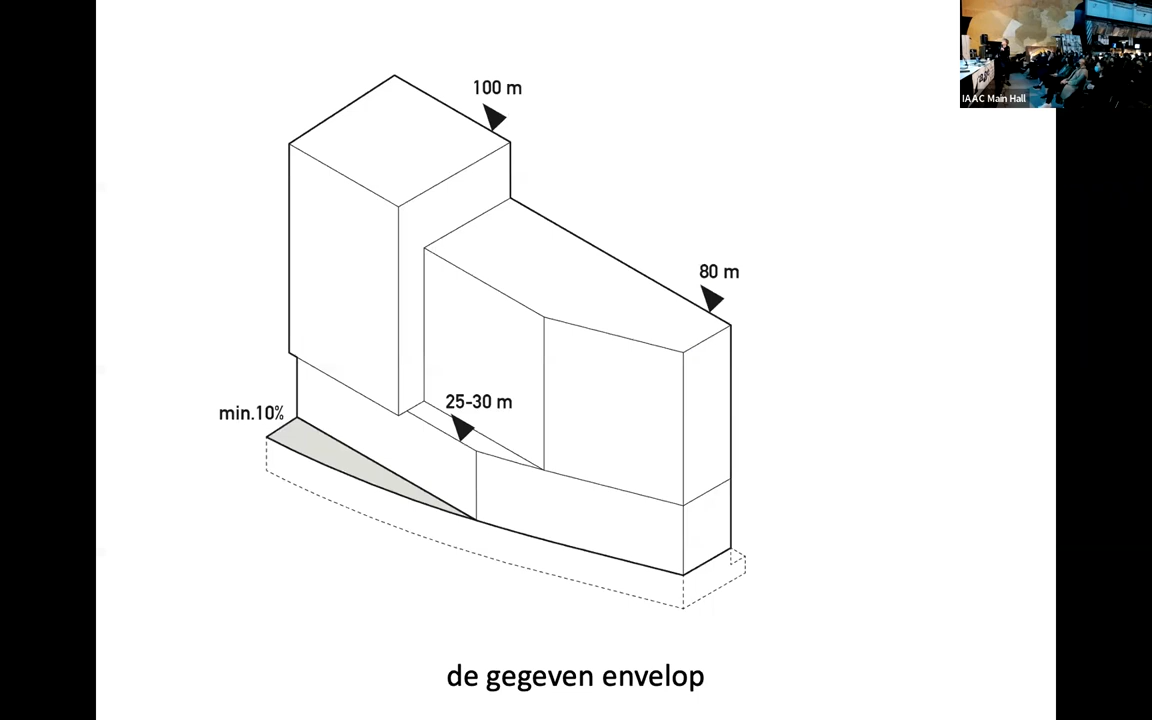 100 m
IAAC Main Hall
80 m
25-30 m
min.10%
de gegeven envelop